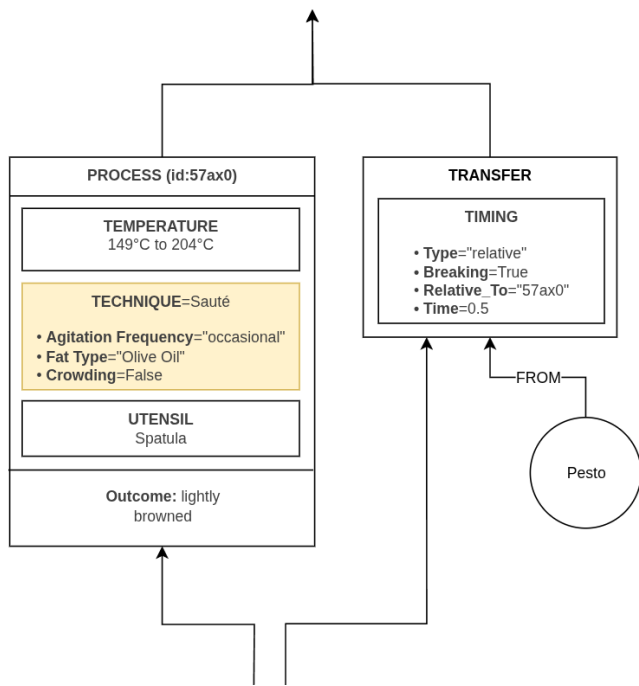 PROCESS (id:57ax0)
TEMPERATURE
149°C to 204°C
TECHNIQUE=Sauté
• Agitation Frequency="occasional"
• Fat Type="Olive Oil"
• Crowding=False
UTENSIL
Spatula
Outcome: lightly
browned
TRANSFER
TIMING
• Type="relative"
• Breaking=True
• Relative_To="57ax0"
• Time=0.5
FROM
Pesto